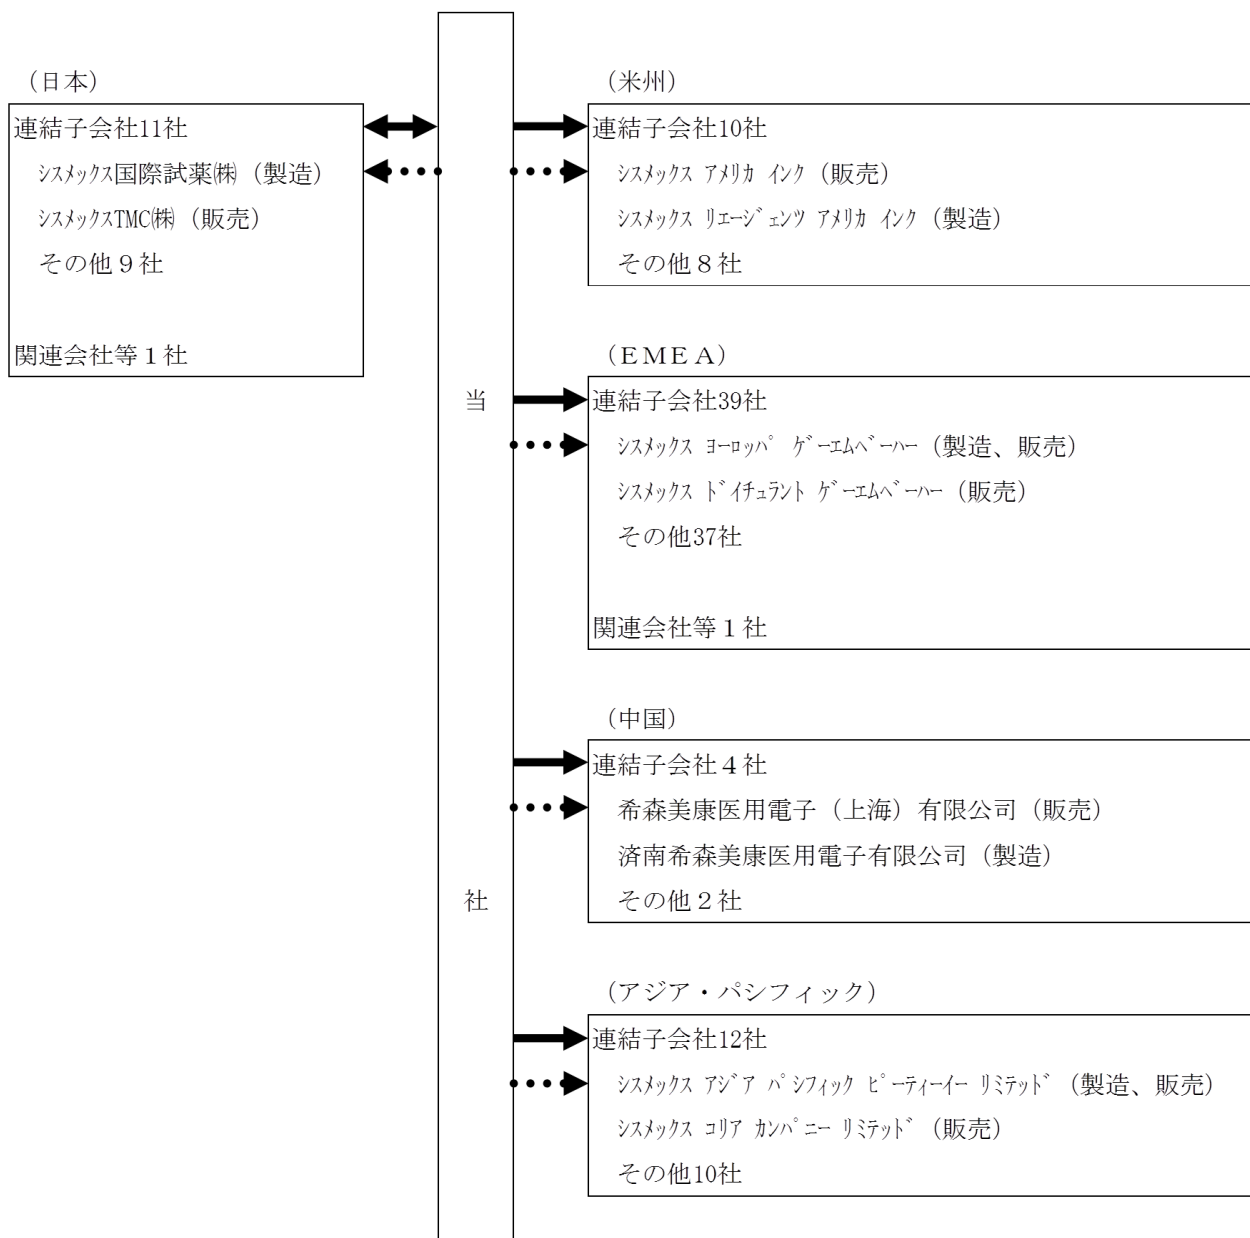 （日本）
連結子会社11社
ｼｽﾒｯｸｽ国際試薬㈱（製造）
ｼｽﾒｯｸｽTMC㈱（販売）
その他９社
関連会社等１社
当
社
（米州）
連結子会社10社
ｼｽﾒｯｸｽ ｱﾒﾘｶ ｲﾝｸ（販売）
ｼｽﾒｯｸｽ ﾘｴｰｼﾞｪﾝﾂ ｱﾒﾘｶ ｲﾝｸ（製造）
その他８社
（ＥＭＥＡ）
連結子会社39社
ｼｽﾒｯｸｽ ﾖｰﾛｯﾊﾟ ｹﾞｰｴﾑﾍﾞｰﾊｰ（製造、販売）
ｼｽﾒｯｸｽ ﾄﾞｲﾁｭﾗﾝﾄ ｹﾞｰｴﾑﾍﾞｰﾊｰ（販売）
その他37社
関連会社等１社
（中国）
連結子会社４社
希森美康医用電子（上海）有限公司（販売）
済南希森美康医用電子有限公司（製造）
その他２社
（アジア・パシフィック）
連結子会社12社
ｼｽﾒｯｸｽ ｱｼﾞｱ ﾊﾟｼﾌｨｯｸ ﾋﾟｰﾃｨｰｲｰ ﾘﾐﾃｯﾄﾞ（製造、販売）
ｼｽﾒｯｸｽ ｺﾘｱ ｶﾝﾊﾟﾆｰ ﾘﾐﾃｯﾄﾞ（販売）
その他10社